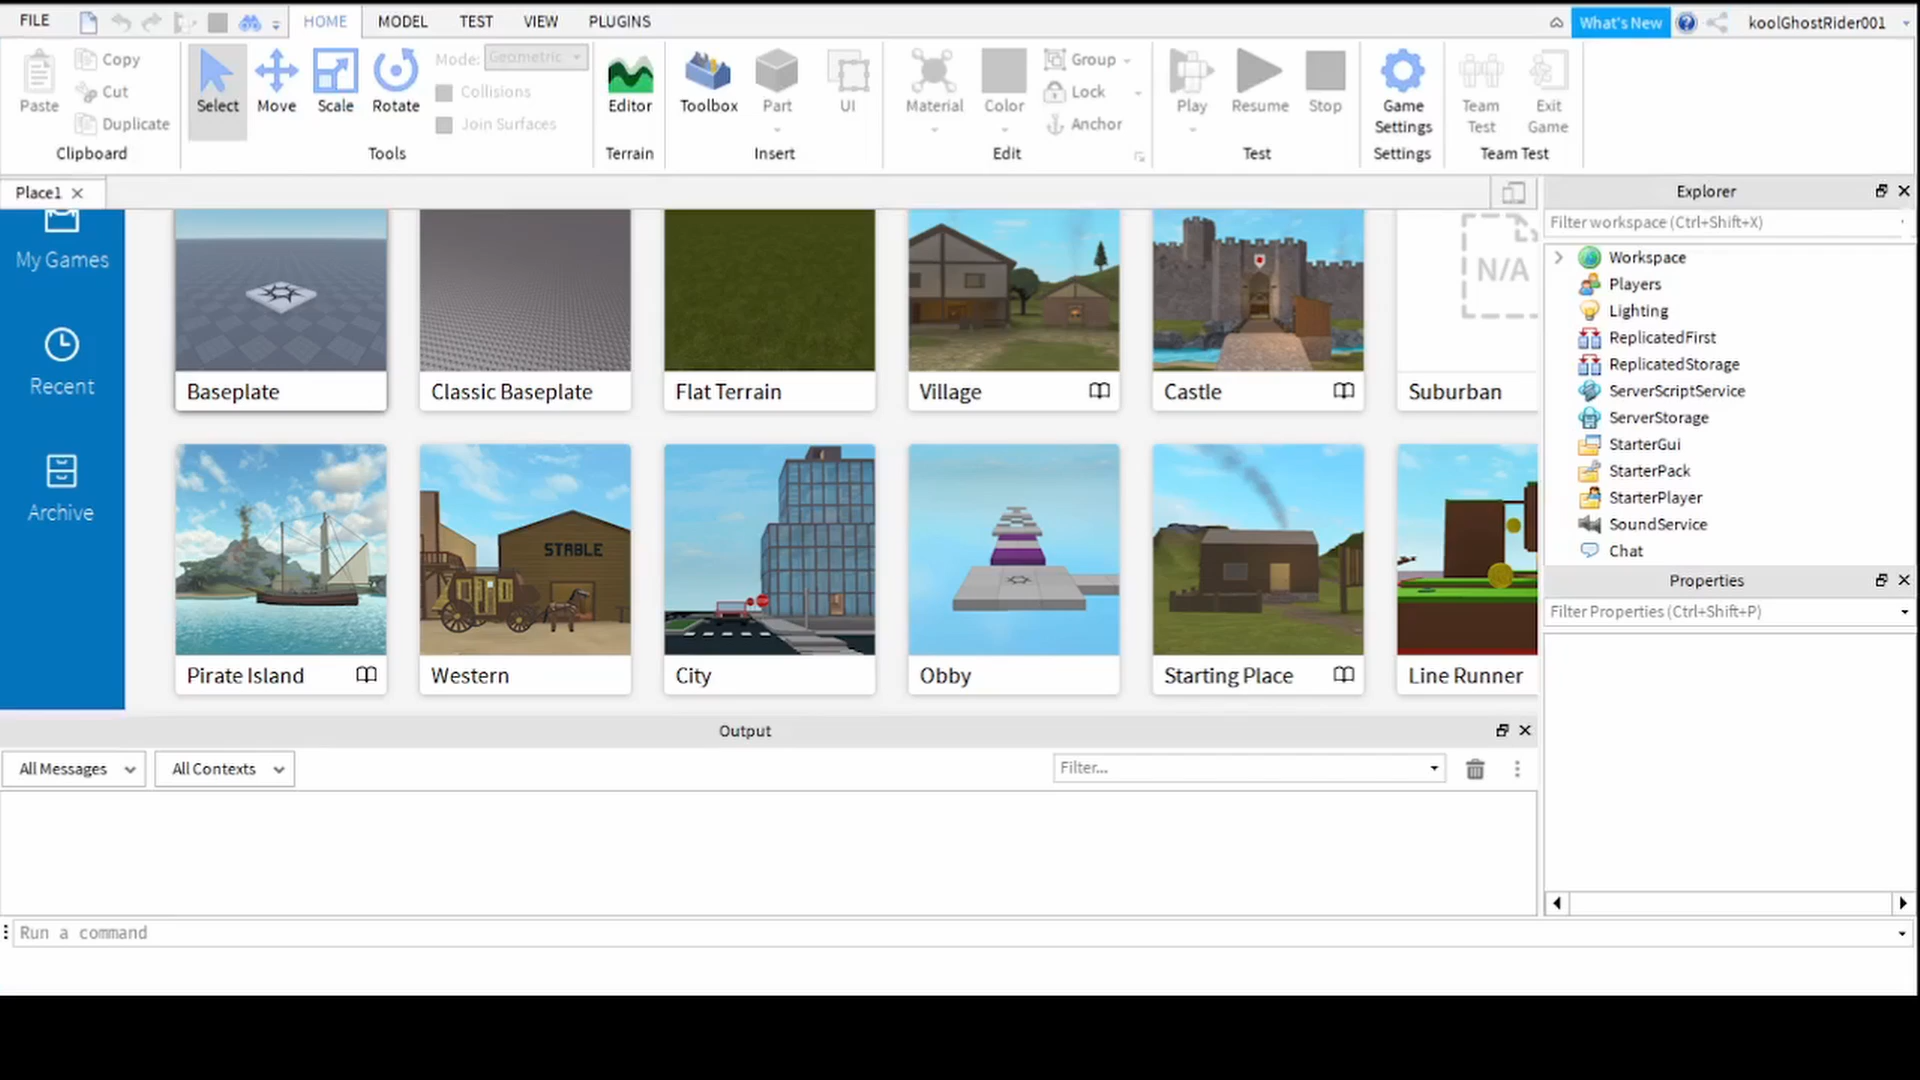 FILE HOME MODEL TEST VIEW PLUGINS What's New koolGhostRider001
Paste Copy Cut Duplicate Clipboard
Select Move Scale Rotate Mode: Geometric Collisions Join Surfaces Tools
Editor Terrain
Toolbox Part UI Insert
Material Color Group Lock Anchor Edit
Play Resume Stop Test
Game Settings Settings
Team Test Exit Game Team Test
Place1
My Games
Recent
Archive
Baseplate Classic Baseplate Flat Terrain Village Castle N/A Suburban
STABLE
Pirate Island Western City Obby Starting Place Line Runner
Explorer
Filter workspace (Ctrl+Shift+X)
Workspace
Players
Lighting
ReplicatedFirst
ReplicatedStorage
ServerScriptService
ServerStorage
StarterGui
StarterPack
StarterPlayer
SoundService
Chat
Properties
Filter Properties (Ctrl+Shift+P)
Output
All Messages All Contexts Filter...
Run a command